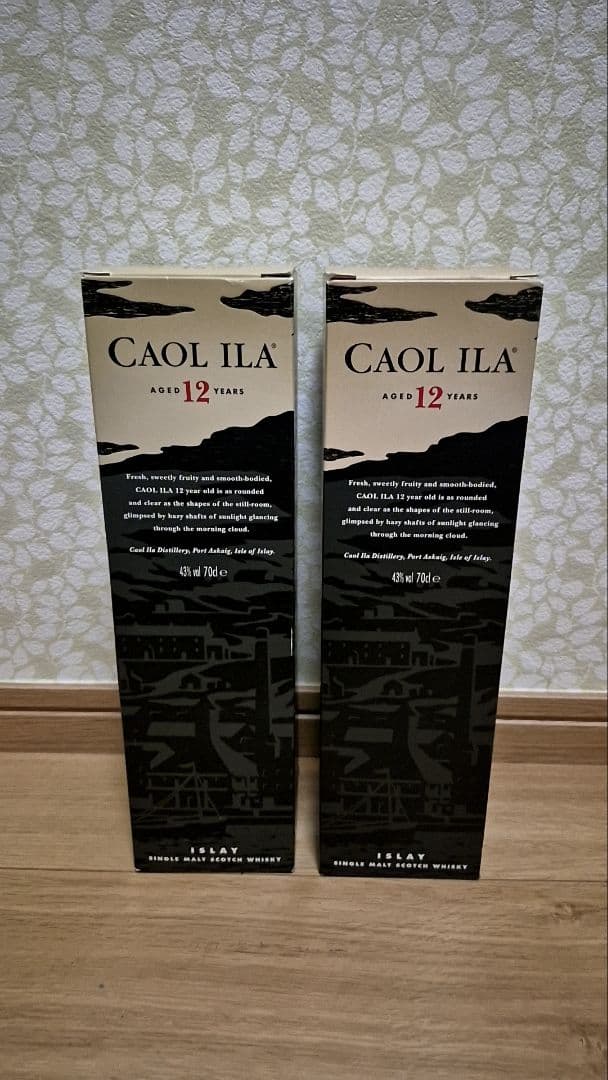 CAOL ILA®
AGED 12 YEARS
Fresh, sweetly fruity and smooth-bodied,
CAOL ILA 12 year old is as rounded
and clear as the shapes of the still-room,
glimpsed by hazy shafts of sunlight glancing
through the morning cloud.
Caol Ila Distillery, Port Askaig, Isle of Islay.
43% vol 70cl e
ISLAY
SINGLE MALT SCOTCH WHISKY
CAOL ILA®
AGED 12 YEARS
Fresh, sweetly fruity and smooth-bodied,
CAOL ILA 12 year old is as rounded
and clear as the shapes of the still-room,
glimpsed by hazy shafts of sunlight glancing
through the morning cloud.
Caol Ila Distillery, Port Askaig, Isle of Islay.
43% vol 70cl e
ISLAY
SINGLE MALT SCOTCH WHISKY